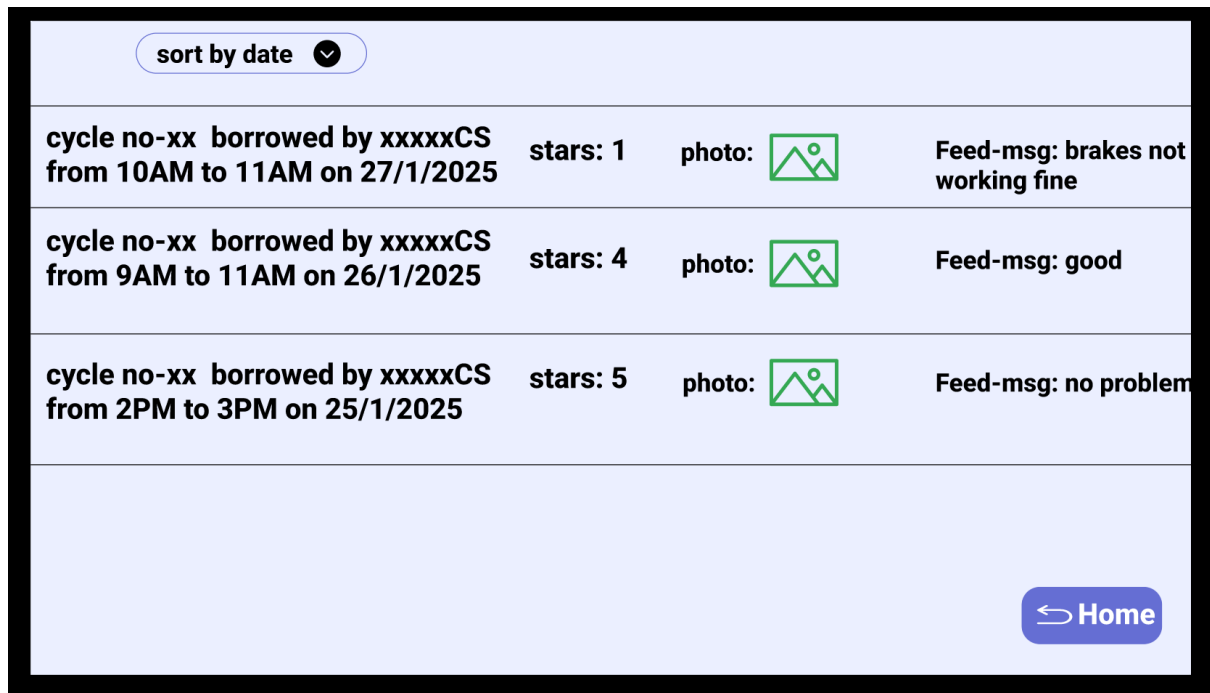 sort by date
cycle no-xx borrowed by xxxxxCS
from 10AM to 11AM on 27/1/2025
stars: 1
photo:
Feed-msg: brakes not
working fine
cycle no-xx borrowed by xxxxxCS
from 9AM to 11AM on 26/1/2025
stars: 4
photo:
Feed-msg: good
cycle no-xx borrowed by xxxxxCS
from 2PM to 3PM on 25/1/2025
stars: 5
photo:
Feed-msg: no problem
Home